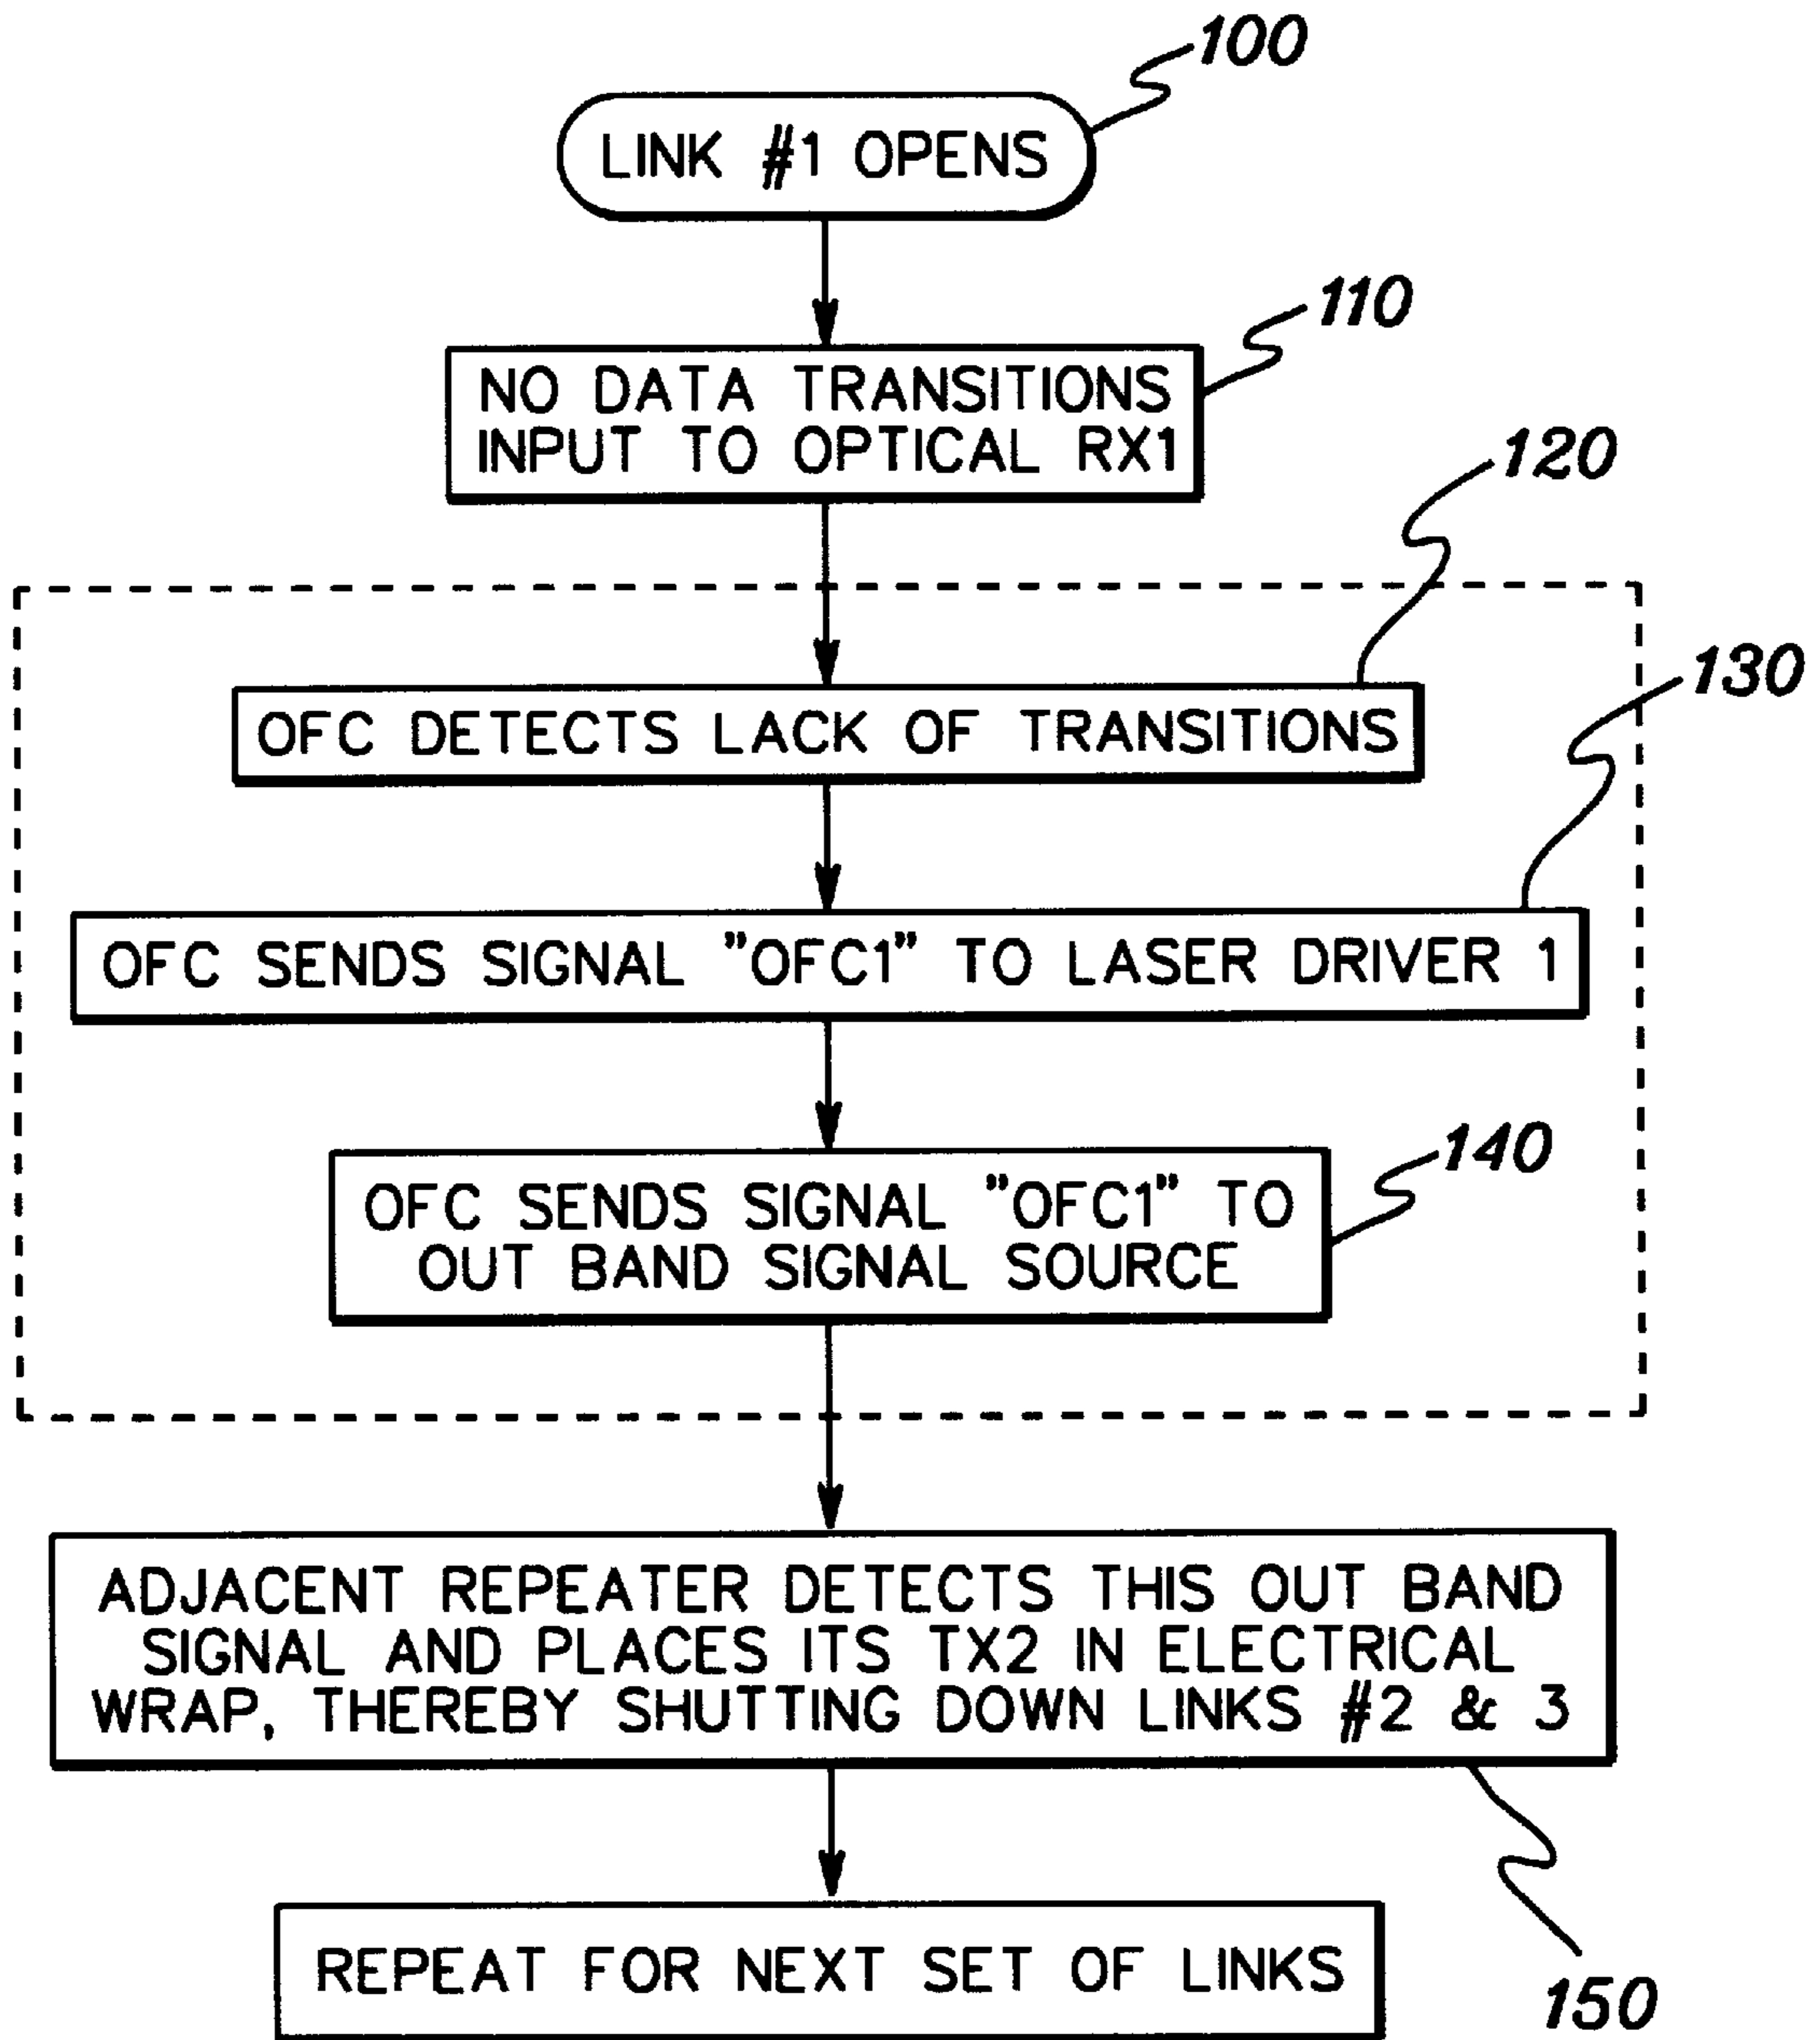 100
LINK #1 OPENS
110
NO DATA TRANSITIONS
INPUT TO OPTICAL RX1
120
OFC DETECTS LACK OF TRANSITIONS
130
OFC SENDS SIGNAL "OFC1" TO LASER DRIVER 1
140
OFC SENDS SIGNAL "OFC1" TO
OUT BAND SIGNAL SOURCE
ADJACENT REPEATER DETECTS THIS OUT BAND
SIGNAL AND PLACES ITS TX2 IN ELECTRICAL
WRAP, THEREBY SHUTTING DOWN LINKS #2 & 3
150
REPEAT FOR NEXT SET OF LINKS